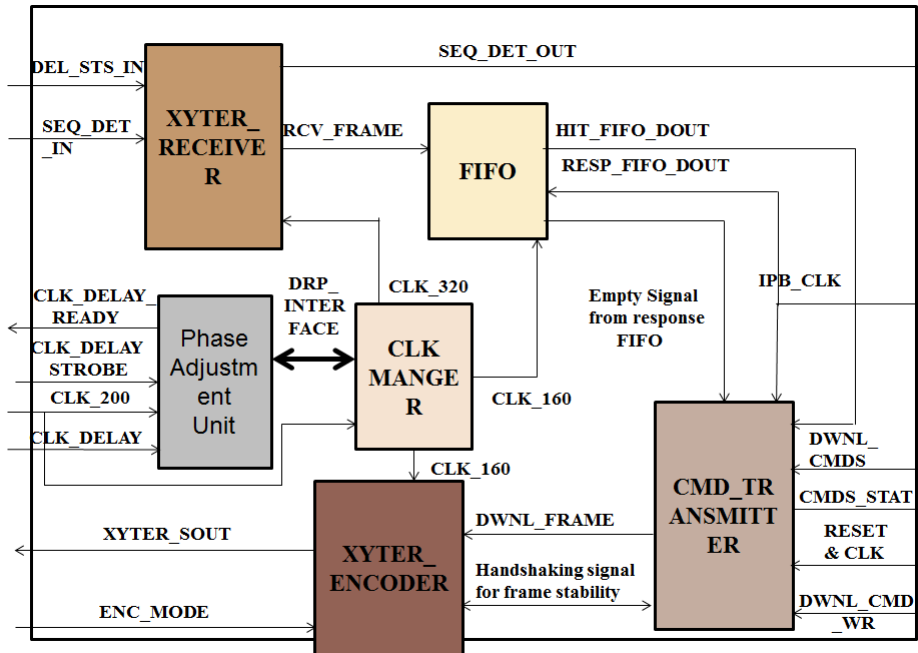 SEQ_DET_OUT
DEL_STS_IN
XYTER_
RECEIVE
R
SEQ_DET
_IN
RCV_FRAME
FIFO
HIT_FIFO_DOUT
RESP_FIFO_DOUT
CLK_DELAY_
READY
DRP_
INTER
FACE
CLK_320
IPB_CLK
Empty Signal
from response
FIFO
CLK_DELAY
STROBE
Phase
Adjustm
ent
Unit
CLK
MANGE
R
CLK_200
CLK_160
CLK_DELAY
DWNL_
CMDS
CLK_160
CMD_TR
ANSMITT
ER
CMDS_STAT
XYTER_SOUT
XYTER_
ENCODER
DWNL_FRAME
RESET
& CLK
Handshaking signal
for frame stability
ENC_MODE
DWNL_CMD
_WR